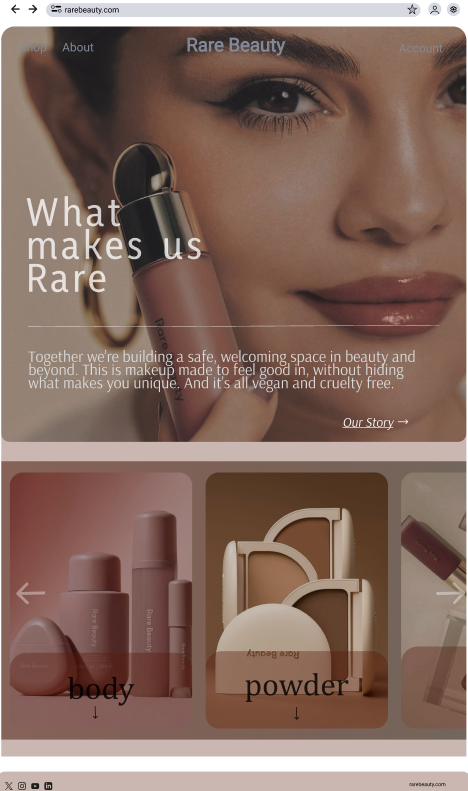 rarebeauty.com
Shop About Rare Beauty Account
What
makes us
Rare
Together we're building a safe, welcoming space in beauty and
beyond. This is makeup made to feel good in, without hiding
what makes you unique. And it's all vegan and cruelty free.
Our Story →
Rare Beauty
Rare Beauty
Rare Beauty
body
↓
powder
↓
rarebeauty.com